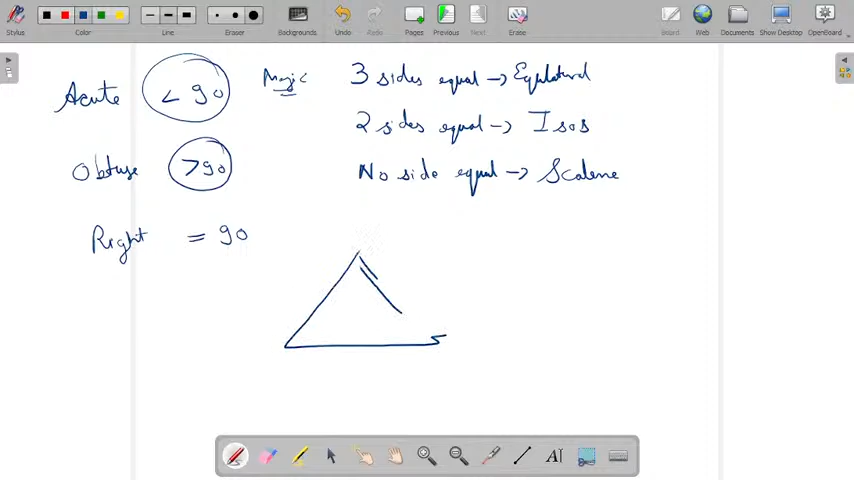 Stylus Color Line Eraser Backgrounds Undo Redo Pages Previous Next Erase Board Web Documents Show Desktop OpenBoard
Acute < 90
Magic
3 sides equal → Equilateral
2 sides equal → Isos
Obtuse >90
No side equal → Scalene
Right = 90